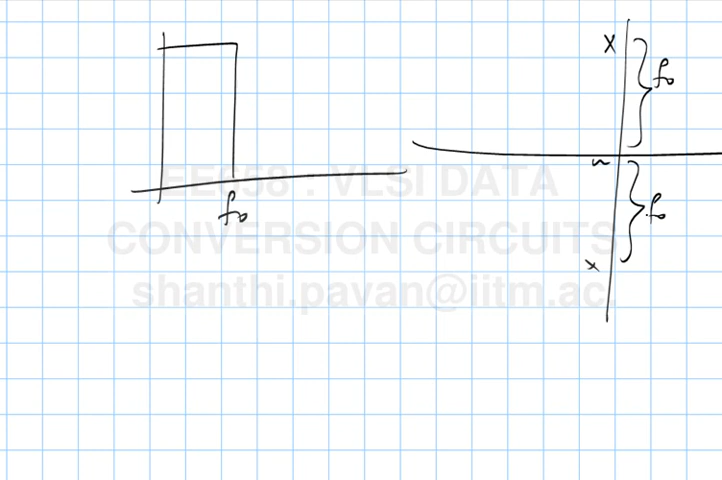 x
f₀
f₀
x
f₀
EE658 : VLSI DATA
CONVERSION CIRCUITS
shanthi.pavan@iitm.ac.